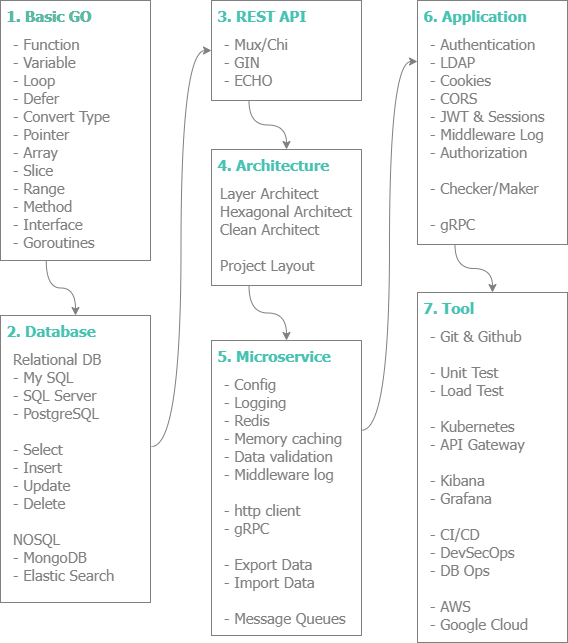 1. Basic GO
- Function
- Variable
- Loop
- Defer
- Convert Type
- Pointer
- Array
- Slice
- Range
- Method
- Interface
- Goroutines
2. Database
Relational DB
- My SQL
- SQL Server
- PostgreSQL
- Select
- Insert
- Update
- Delete
NOSQL
- MongoDB
- Elastic Search
3. REST API
- Mux/Chi
- GIN
- ECHO
4. Architecture
Layer Architect
Hexagonal Architect
Clean Architect
Project Layout
5. Microservice
- Config
- Logging
- Redis
- Memory caching
- Data validation
- Middleware log
- http client
- gRPC
- Export Data
- Import Data
- Message Queues
6. Application
- Authentication
- LDAP
- Cookies
- CORS
- JWT & Sessions
- Middleware Log
- Authorization
- Checker/Maker
- gRPC
7. Tool
- Git & Github
- Unit Test
- Load Test
- Kubernetes
- API Gateway
- Kibana
- Grafana
- CI/CD
- DevSecOps
- DB Ops
- AWS
- Google Cloud